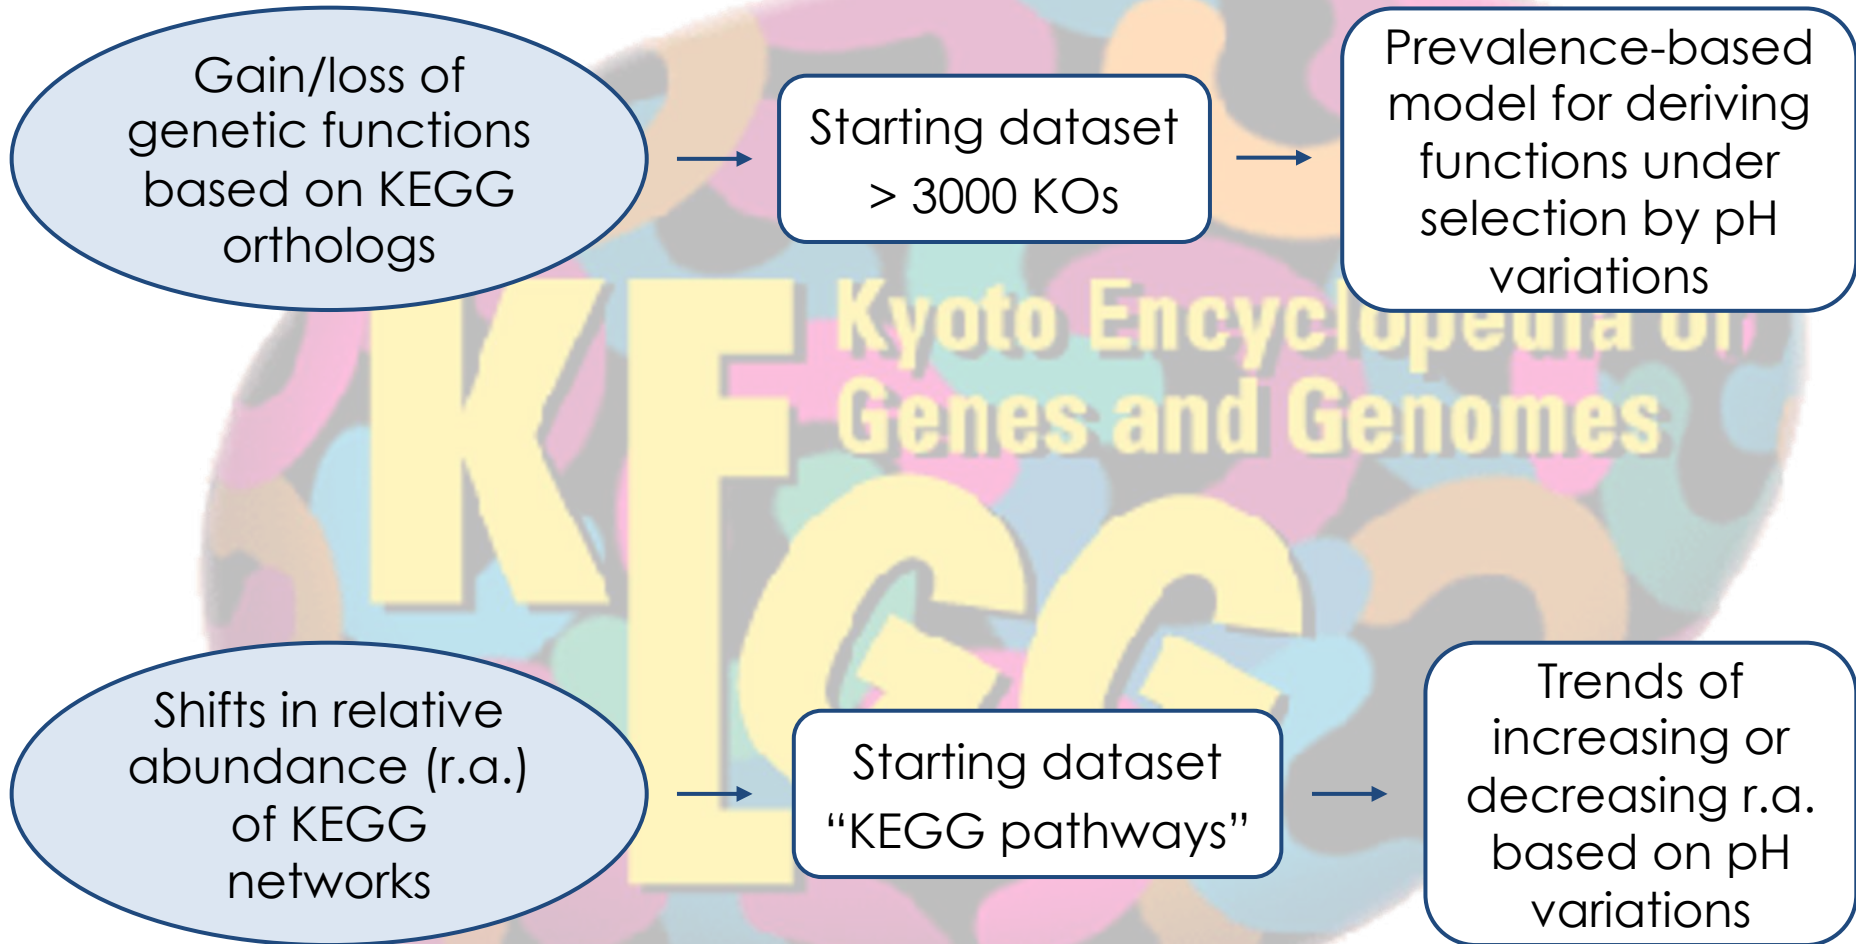 Gain/loss of
genetic functions
based on KEGG
orthologs
Starting dataset
> 3000 KOs
Prevalence-based
model for deriving
functions under
selection by pH
variations
KEGG
Kyoto Encyclopedia of
Genes and Genomes
Shifts in relative
abundance (r.a.)
of KEGG
networks
Starting dataset
“KEGG pathways”
Trends of
increasing or
decreasing r.a.
based on pH
variations